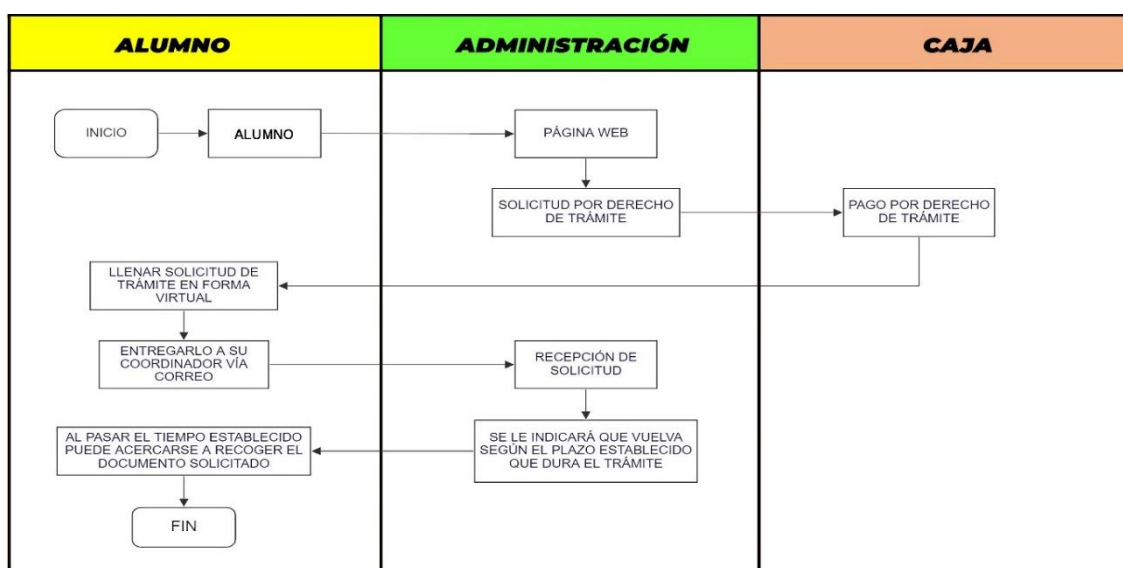 ALUMNO
ADMINISTRACIÓN
CAJA
INICIO
ALUMNO
PÁGINA WEB
SOLICITUD POR DERECHO
DE TRÁMITE
PAGO POR DERECHO
DE TRÁMITE
LLENAR SOLICITUD DE
TRÁMITE EN FORMA
VIRTUAL
ENTREGARLO A SU
COORDINADOR VÍA
CORREO
RECEPCIÓN DE
SOLICITUD
SE LE INDICARÁ QUE VUELVA
SEGÚN EL PLAZO ESTABLECIDO
QUE DURA EL TRÁMITE
AL PASAR EL TIEMPO ESTABLECIDO
PUEDE ACERCARSE A RECOGER EL
DOCUMENTO SOLICITADO
FIN